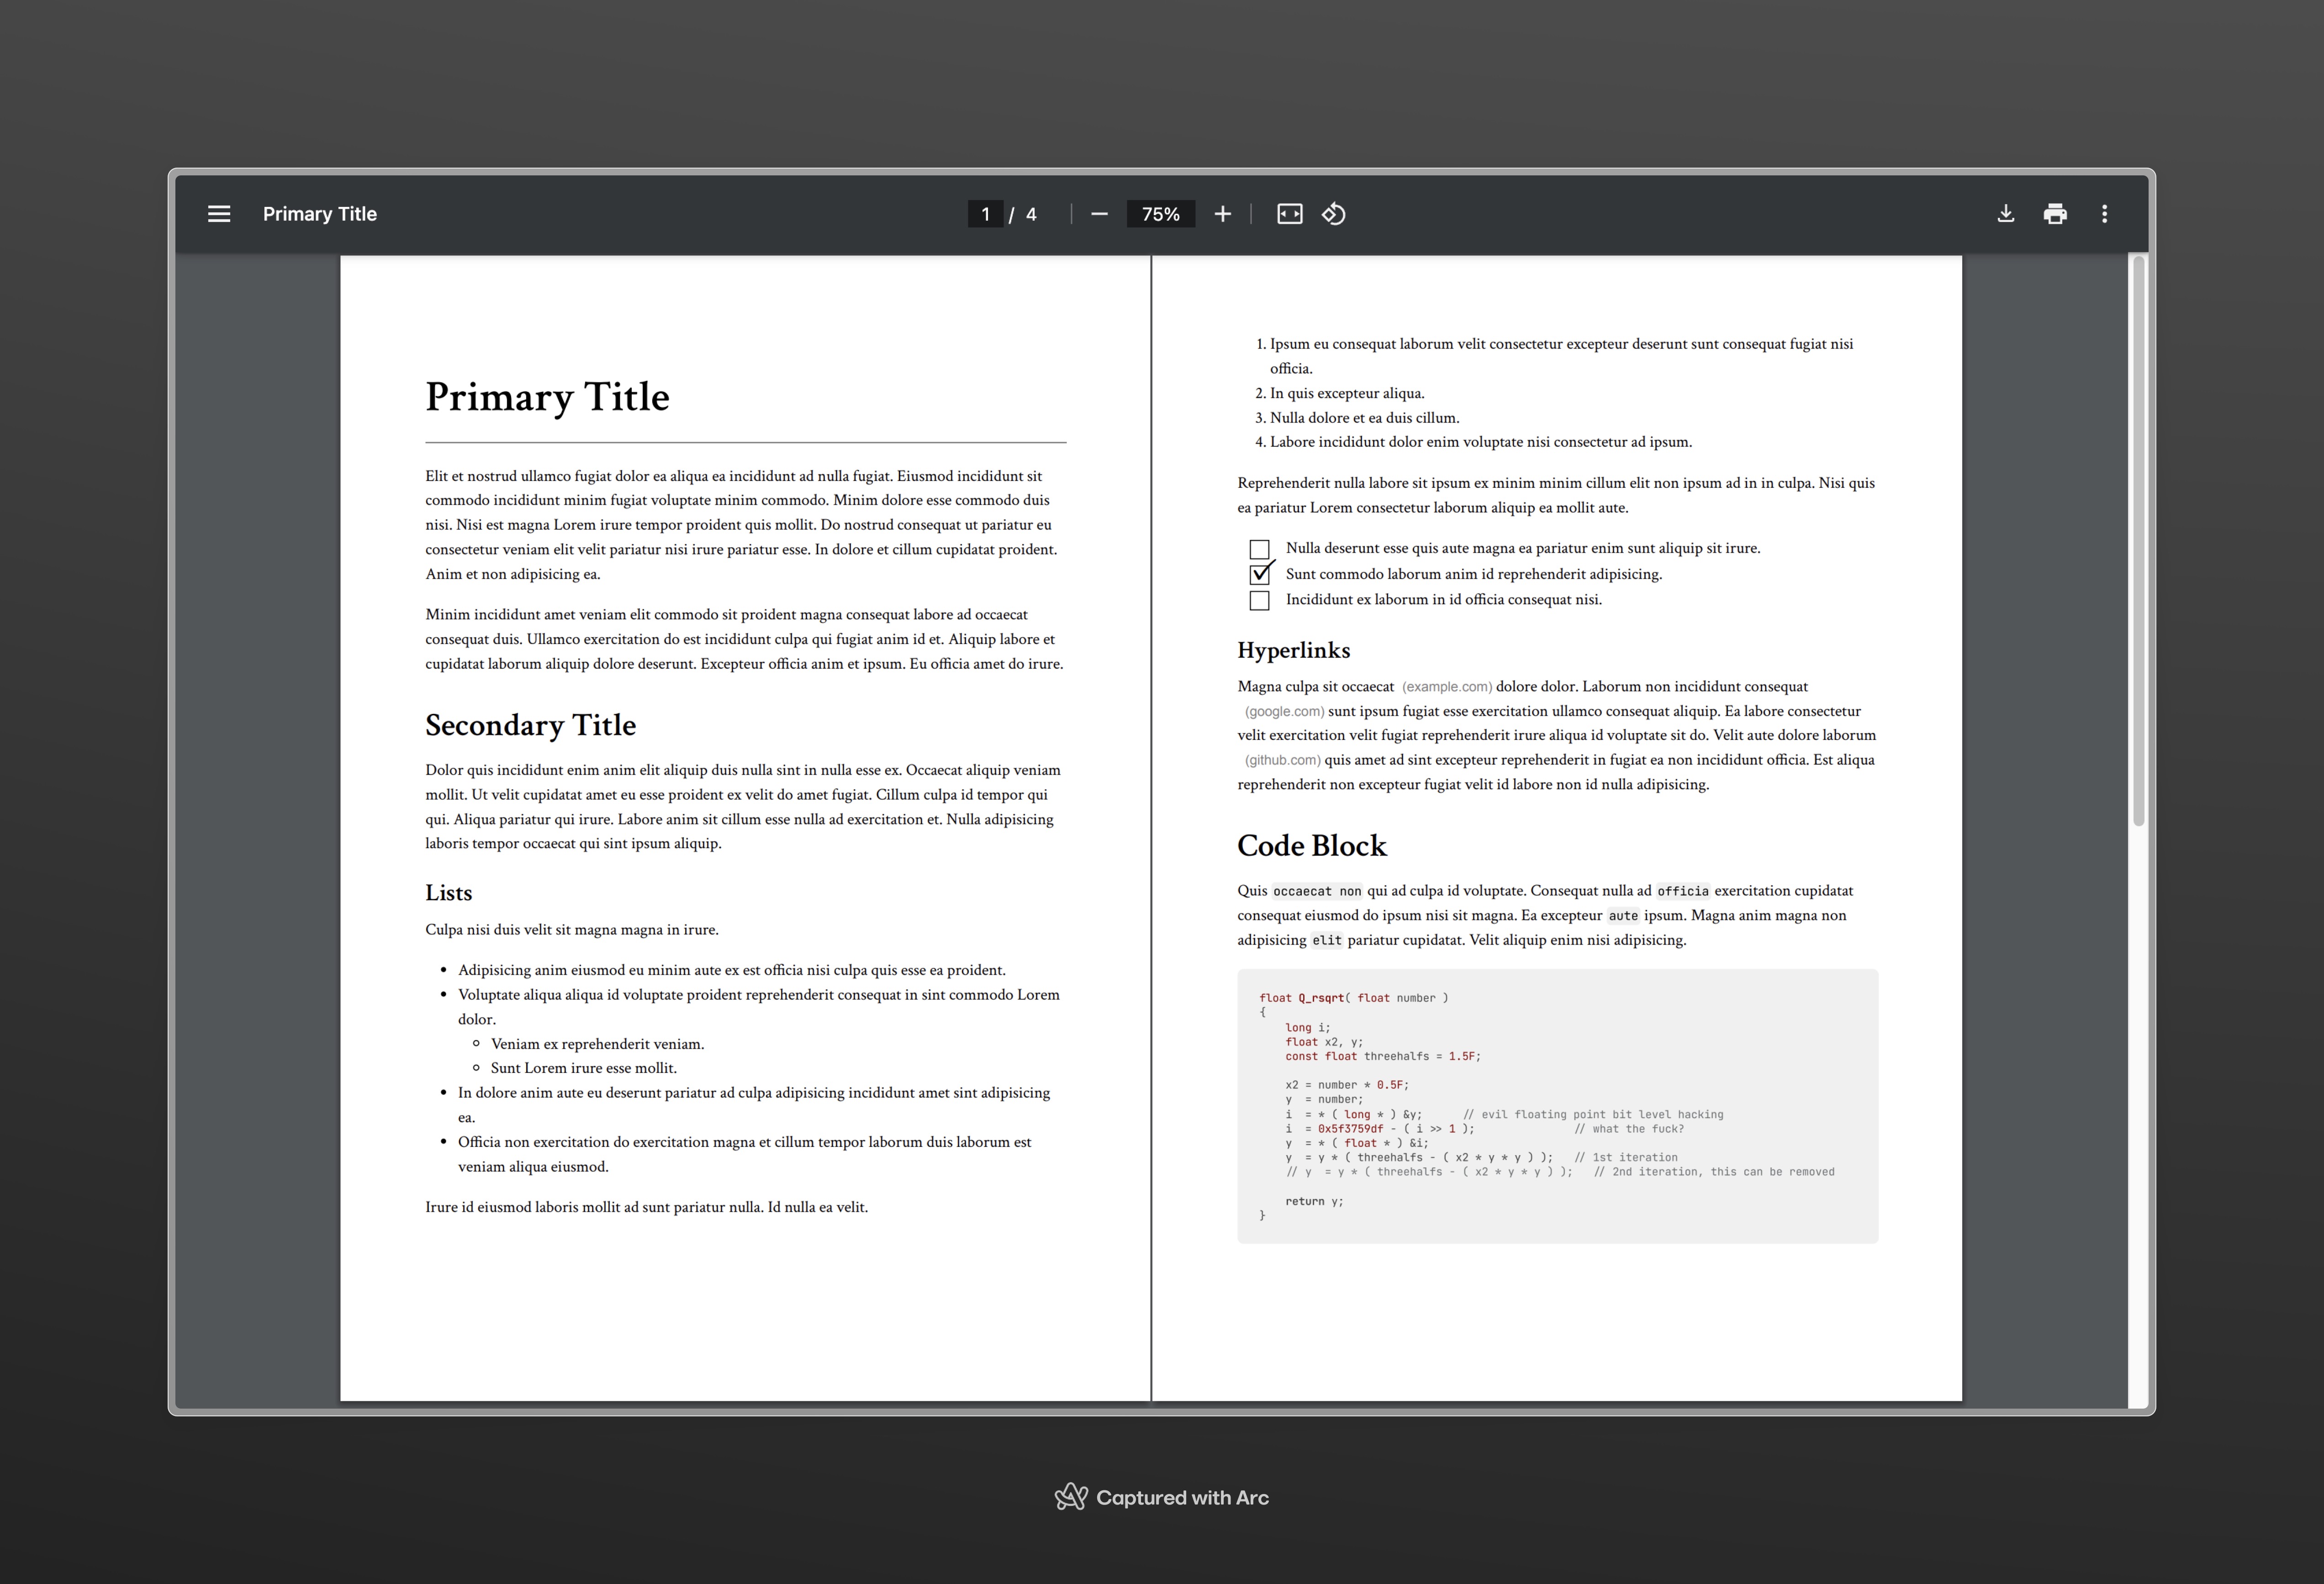 Primary Title
1 / 4
75%
Primary Title
Elit et nostrud ullamco fugiat dolor ea aliqua ea incididunt ad nulla fugiat. Eiusmod incididunt sit
commodo incididunt minim fugiat voluptate minim commodo. Minim dolore esse commodo duis
nisi. Nisi est magna Lorem irure tempor proident quis mollit. Do nostrud consequat ut pariatur eu
consectetur veniam elit velit pariatur nisi irure pariatur esse. In dolore et cillum cupidatat proident.
Anim et non adipisicing ea.
Minim incididunt amet veniam elit commodo sit proident magna consequat labore ad occaecat
consequat duis. Ullamco exercitation do est incididunt culpa qui fugiat anim id et. Aliquip labore et
cupidatat laborum aliquip dolore deserunt. Excepteur officia anim et ipsum. Eu officia amet do irure.
Secondary Title
Dolor quis incididunt enim anim elit aliquip duis nulla sint in nulla esse ex. Occaecat aliquip veniam
mollit. Ut velit cupidatat amet eu esse proident ex velit do amet fugiat. Cillum culpa id tempor qui
qui. Aliqua pariatur qui irure. Labore anim sit cillum esse nulla ad exercitation et. Nulla adipisicing
laboris tempor occaecat qui sint ipsum aliquip.
Lists
Culpa nisi duis velit sit magna magna in irure.
• Adipisicing anim eiusmod eu minim aute ex est officia nisi culpa quis esse ea proident.
• Voluptate aliqua aliqua id voluptate proident reprehenderit consequat in sint commodo Lorem
dolor.
◦ Veniam ex reprehenderit veniam.
◦ Sunt Lorem irure esse mollit.
• In dolore anim aute eu deserunt pariatur ad culpa adipisicing incididunt amet sint adipisicing
ea.
• Officia non exercitation do exercitation magna et cillum tempor laborum duis laborum est
veniam aliqua eiusmod.
Irure id eiusmod laboris mollit ad sunt pariatur nulla. Id nulla ea velit.
1. Ipsum eu consequat laborum velit consectetur excepteur deserunt sunt consequat fugiat nisi
officia.
2. In quis excepteur aliqua.
3. Nulla dolore et ea duis cillum.
4. Labore incididunt dolor enim voluptate nisi consectetur ad ipsum.
Reprehenderit nulla labore sit ipsum ex minim minim cillum elit non ipsum ad in in culpa. Nisi quis
ea pariatur Lorem consectetur laborum aliquip ea mollit aute.
Nulla deserunt esse quis aute magna ea pariatur enim sunt aliquip sit irure.
Sunt commodo laborum anim id reprehenderit adipisicing.
Incididunt ex laborum in id officia consequat nisi.
Hyperlinks
Magna culpa sit occaecat (example.com) dolore dolor. Laborum non incididunt consequat
(google.com) sunt ipsum fugiat esse exercitation ullamco consequat aliquip. Ea labore consectetur
velit exercitation velit fugiat reprehenderit irure aliqua id voluptate sit do. Velit aute dolore laborum
(github.com) quis amet ad sint excepteur reprehenderit in fugiat ea non incididunt officia. Est aliqua
reprehenderit non excepteur fugiat velit id labore non id nulla adipisicing.
Code Block
Quis occaecat non qui ad culpa id voluptate. Consequat nulla ad officia exercitation cupidatat
consequat eiusmod do ipsum nisi sit magna. Ea excepteur aute ipsum. Magna anim magna non
adipisicing elit pariatur cupidatat. Velit aliquip enim nisi adipisicing.
float Q_rsqrt( float number )
{
    long i;
    float x2, y;
    const float threehalfs = 1.5F;
    x2 = number * 0.5F;
    y  = number;
    i  = * ( long * ) &y;      // evil floating point bit level hacking
    i  = 0x5f3759df - ( i >> 1 );               // what the fuck?
    y  = * ( float * ) &i;
    y  = y * ( threehalfs - ( x2 * y * y ) );   // 1st iteration
    // y  = y * ( threehalfs - ( x2 * y * y ) );   // 2nd iteration, this can be removed
    return y;
}
Captured with Arc